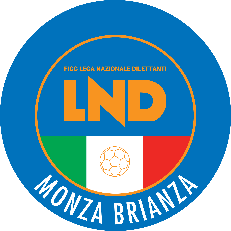 FIGC LEGA NAZIONALE DILETTANTI
LND
MONZA BRIANZA